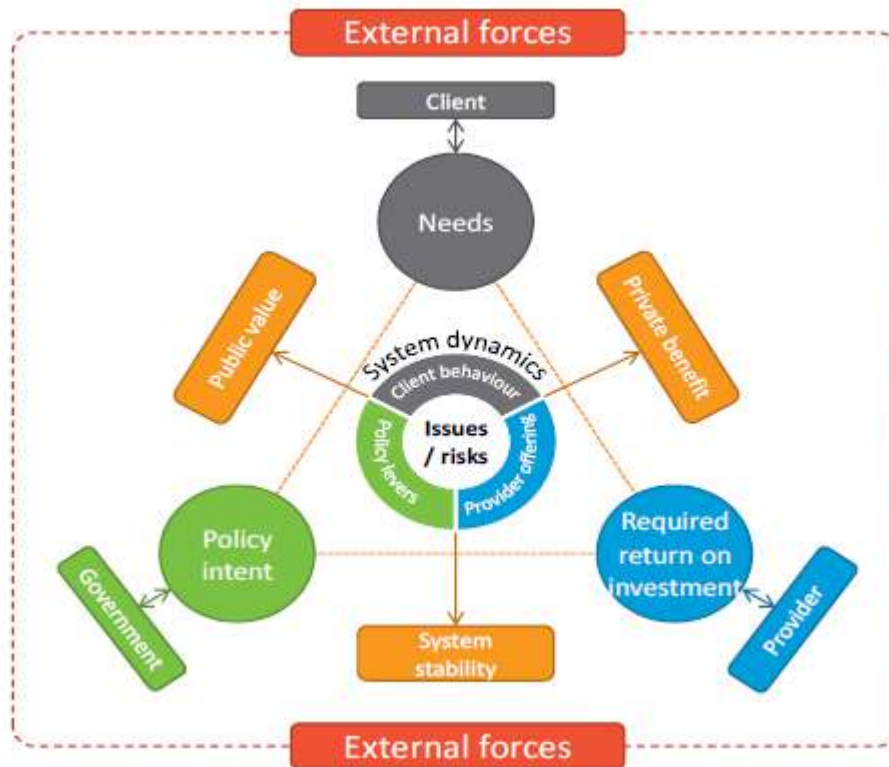 External forces
Client
Needs
Public value
Private benefit
System dynamics
Client behaviour
Policy levers
Issues
/ risks
Provider offering
Policy
intent
Required
return on
investment
Government
Provider
System
stability
External forces